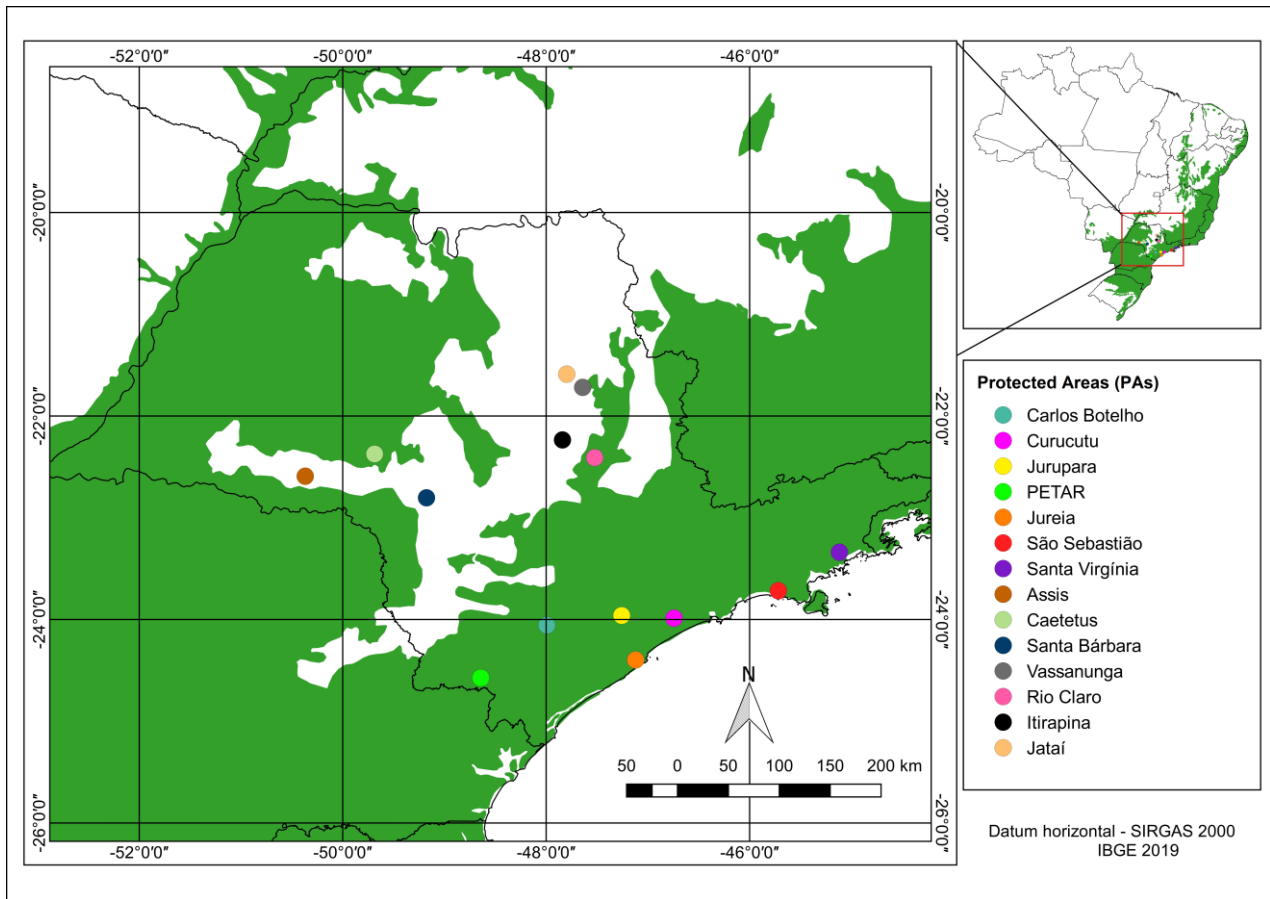 -52°0'0" -50°0'0" -48°0'0" -46°0'0"
-20°0'0" -20°0'0"
-22°0'0" -22°0'0"
-24°0'0" -24°0'0"
-26°0'0" -26°0'0"
-52°0'0" -50°0'0" -48°0'0" -46°0'0"
N
50 0 50 100 150 200 km
Protected Areas (PAs)
Carlos Botelho
Curucutu
Jurupara
PETAR
Jureia
São Sebastião
Santa Virgínia
Assis
Caetetus
Santa Bárbara
Vassanunga
Rio Claro
Itirapina
Jataí
Datum horizontal - SIRGAS 2000
IBGE 2019